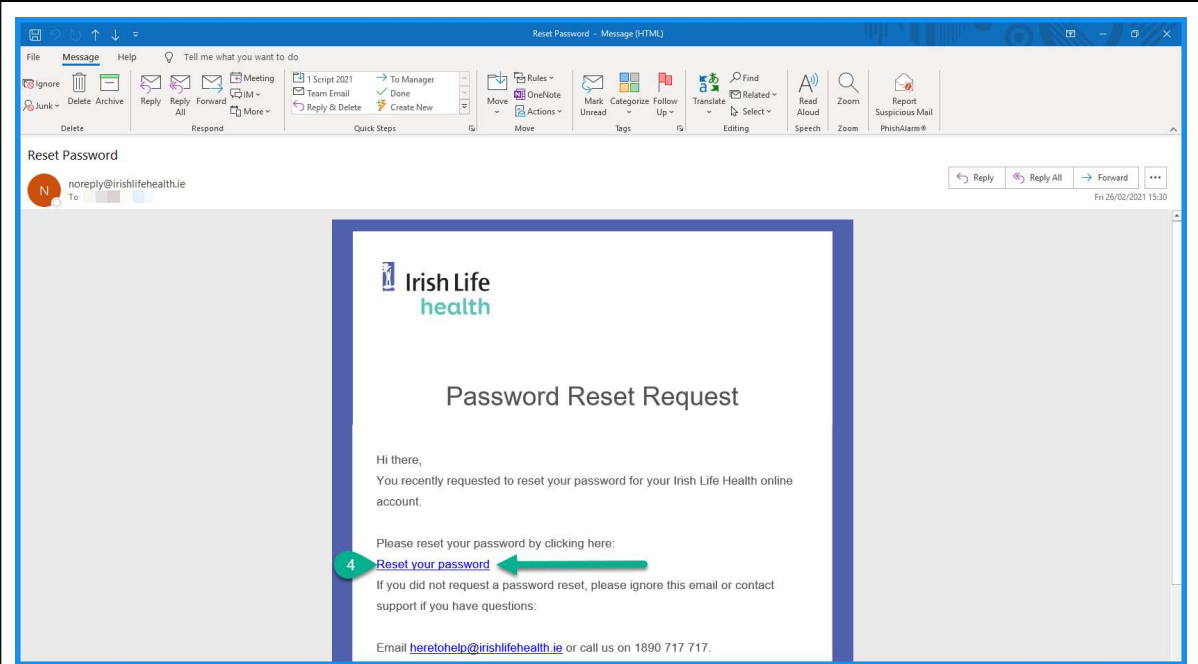 Reset Password - Message (HTML)
File Message Help Tell me what you want to do
Ignore
Junk
Delete
Archive
Reply
Reply All
Forward
Meeting
IM
More
1 Script 2021
Team Email
Reply & Delete
To Manager
Done
Create New
Move
Rules
OneNote
Actions
Mark Unread
Categorize
Follow Up
Translate
Find
Related
Select
Read Aloud
Zoom
Report Suspicious Mail
Delete Respond Quick Steps Move Tags Editing Speech Zoom PhishAlarm®
Reset Password
N
noreply@irishlifehealth.ie
To
Reply Reply All Forward
Fri 26/02/2021 15:30
Irish Life
health
Password Reset Request
Hi there,
You recently requested to reset your password for your Irish Life Health online
account.
Please reset your password by clicking here:
4 Reset your password
If you did not request a password reset, please ignore this email or contact
support if you have questions:
Email heretohelp@irishlifehealth.ie or call us on 1890 717 717.